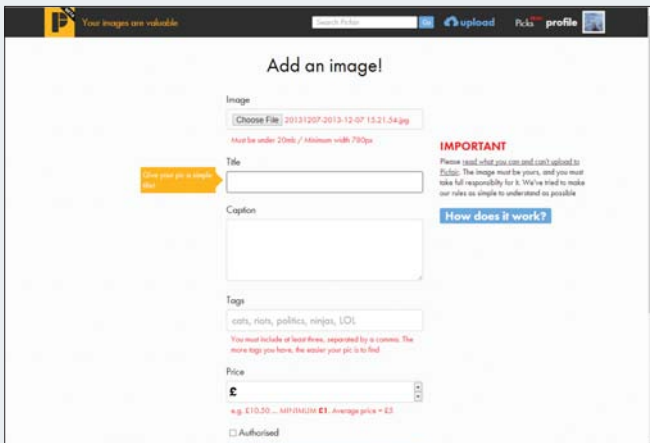 Your images are valuable
Search Picfair
Go
upload
Picks
profile
Add an image!
Image
Choose File 20131207-2013-12-07 15.21.54.jpg
Must be under 20mb / Minimum width 780px
IMPORTANT
Please read what you can and can't upload to
Picfair. The image must be yours, and you must
take full responsibilty for it. We've tried to make
our rules as simple to understand as possible
How does it work?
Title
Give your pic a simple
title
Caption
Tags
cats, riots, politics, ninjas, LOL
You must include at least three, separated by a comma. The
more tags you have, the easier your pic is to find
Price
£
e.g. £10.50 ... MINIMUM £1. Average price = £5
Authorised